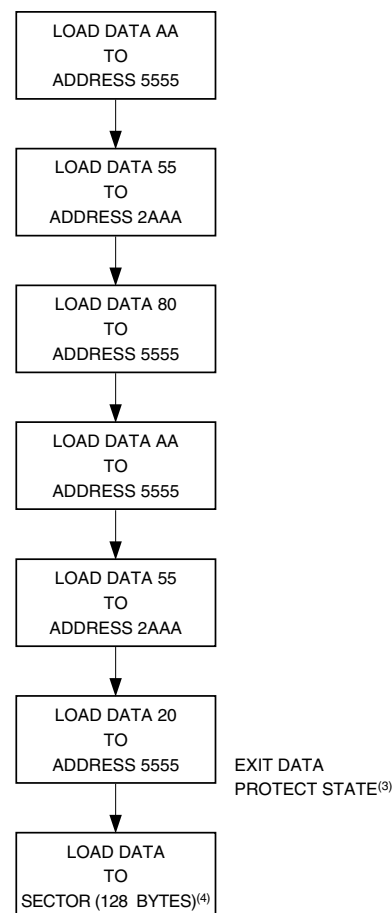 LOAD DATA AA
TO
ADDRESS 5555
LOAD DATA 55
TO
ADDRESS 2AAA
LOAD DATA 80
TO
ADDRESS 5555
LOAD DATA AA
TO
ADDRESS 5555
LOAD DATA 55
TO
ADDRESS 2AAA
LOAD DATA 20
TO
ADDRESS 5555
EXIT DATA
PROTECT STATE(3)
LOAD DATA
TO
SECTOR (128 BYTES)(4)